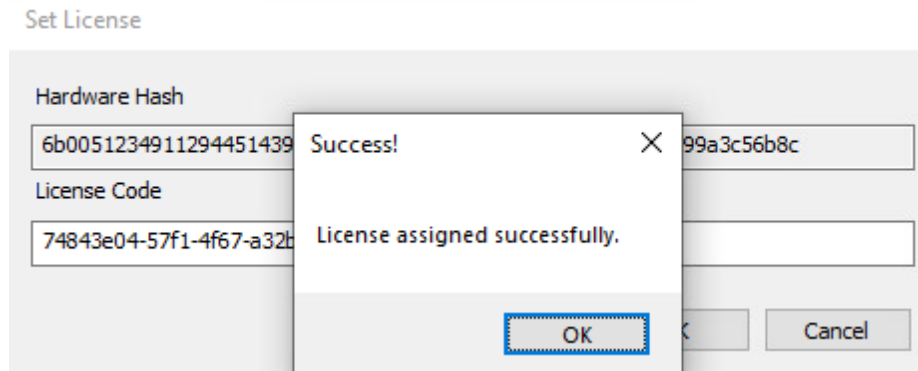 Set License
Hardware Hash
6b0051234911294451439
99a3c56b8c
Success!
License assigned successfully.
OK
License Code
74843e04-57f1-4f67-a32b
Cancel